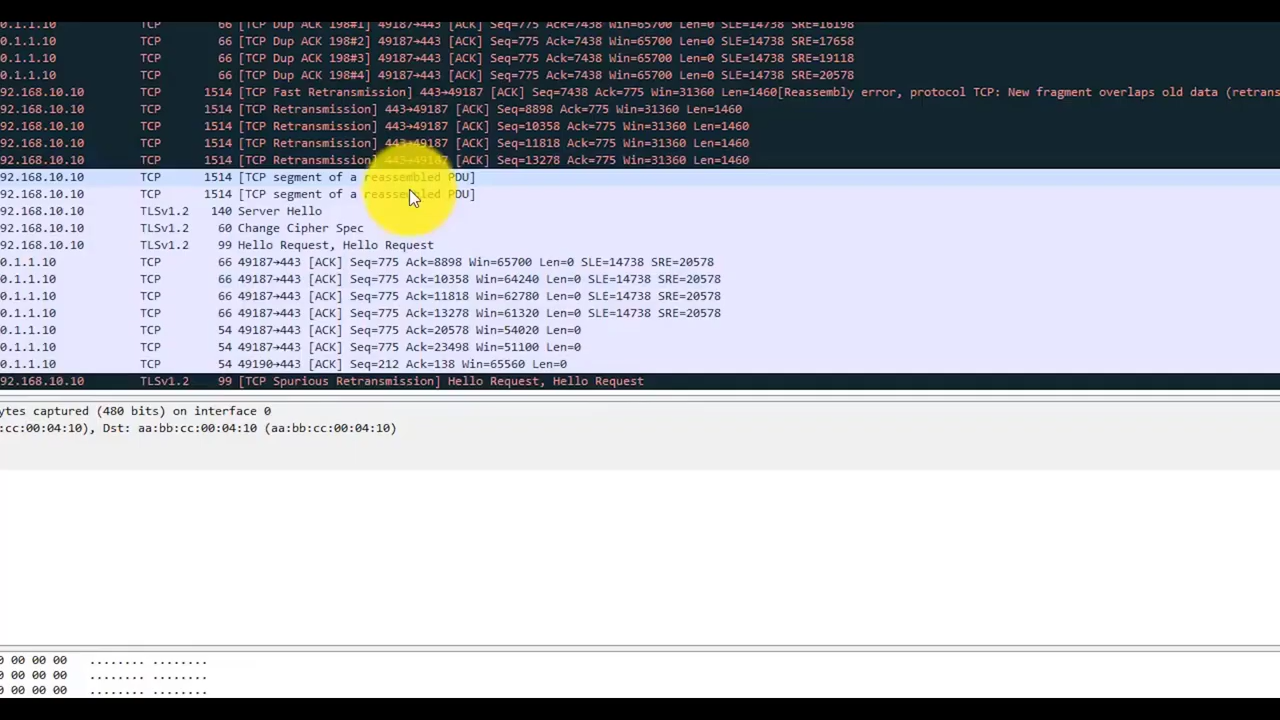 0.1.1.10 TCP 66 [TCP Dup ACK 198#1] 49187→443 [ACK] Seq=775 Ack=7438 Win=65700 Len=0 SLE=14738 SRE=16198
0.1.1.10 TCP 66 [TCP Dup ACK 198#2] 49187→443 [ACK] Seq=775 Ack=7438 Win=65700 Len=0 SLE=14738 SRE=17658
0.1.1.10 TCP 66 [TCP Dup ACK 198#3] 49187→443 [ACK] Seq=775 Ack=7438 Win=65700 Len=0 SLE=14738 SRE=19118
0.1.1.10 TCP 66 [TCP Dup ACK 198#4] 49187→443 [ACK] Seq=775 Ack=7438 Win=65700 Len=0 SLE=14738 SRE=20578
92.168.10.10 TCP 1514 [TCP Fast Retransmission] 443→49187 [ACK] Seq=7438 Ack=775 Win=31360 Len=1460[Reassembly error, protocol TCP: New fragment overlaps old data (retrans
92.168.10.10 TCP 1514 [TCP Retransmission] 443→49187 [ACK] Seq=8898 Ack=775 Win=31360 Len=1460
92.168.10.10 TCP 1514 [TCP Retransmission] 443→49187 [ACK] Seq=10358 Ack=775 Win=31360 Len=1460
92.168.10.10 TCP 1514 [TCP Retransmission] 443→49187 [ACK] Seq=11818 Ack=775 Win=31360 Len=1460
92.168.10.10 TCP 1514 [TCP Retransmission] 443→49187 [ACK] Seq=13278 Ack=775 Win=31360 Len=1460
92.168.10.10 TCP 1514 [TCP segment of a reassembled PDU]
92.168.10.10 TCP 1514 [TCP segment of a reassembled PDU]
92.168.10.10 TLSv1.2 140 Server Hello
92.168.10.10 TLSv1.2 60 Change Cipher Spec
92.168.10.10 TLSv1.2 99 Hello Request, Hello Request
0.1.1.10 TCP 66 49187→443 [ACK] Seq=775 Ack=8898 Win=65700 Len=0 SLE=14738 SRE=20578
0.1.1.10 TCP 66 49187→443 [ACK] Seq=775 Ack=10358 Win=64240 Len=0 SLE=14738 SRE=20578
0.1.1.10 TCP 66 49187→443 [ACK] Seq=775 Ack=11818 Win=62780 Len=0 SLE=14738 SRE=20578
0.1.1.10 TCP 66 49187→443 [ACK] Seq=775 Ack=13278 Win=61320 Len=0 SLE=14738 SRE=20578
0.1.1.10 TCP 54 49187→443 [ACK] Seq=775 Ack=20578 Win=54020 Len=0
0.1.1.10 TCP 54 49187→443 [ACK] Seq=775 Ack=23498 Win=51100 Len=0
0.1.1.10 TCP 54 49190→443 [ACK] Seq=212 Ack=138 Win=65560 Len=0
92.168.10.10 TLSv1.2 99 [TCP Spurious Retransmission] Hello Request, Hello Request
ytes captured (480 bits) on interface 0
:cc:00:04:10), Dst: aa:bb:cc:00:04:10 (aa:bb:cc:00:04:10)
0 00 00 00 ........ ........
0 00 00 00 ........ ........
0 00 00 00 ........ ........